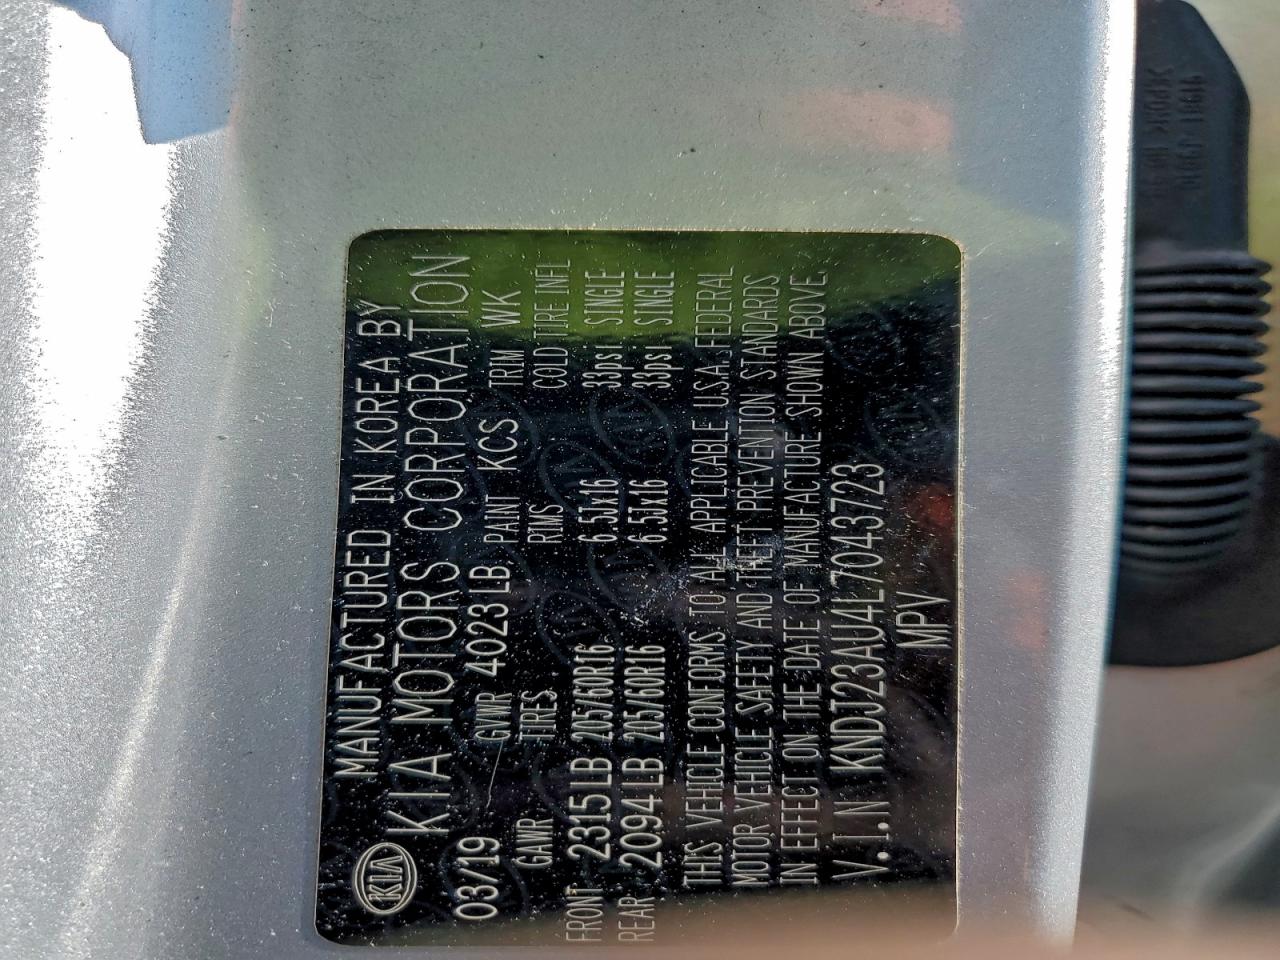 MANUFACTURED IN KOREA BY
KIA KIA MOTORS CORPORATION
03/19 GVWR 4023 LB PAINT KCS TRIM WK
GAWR TIRES RIMS COLD TIRE INFL
FRONT 2315 LB 205/60R16 6.5Jx16 33psi SINGLE
REAR 2094 LB 205/60R16 6.5Jx16 33psi SINGLE
THIS VEHICLE CONFORMS TO ALL APPLICABLE U.S.A.FEDERAL
MOTOR VEHICLE SAFETY AND THEFT PREVENTION STANDARDS
IN EFFECT ON THE DATE OF MANUFACTURE SHOWN ABOVE.
V.I.N KNDJ23AU4L7043723
MPV